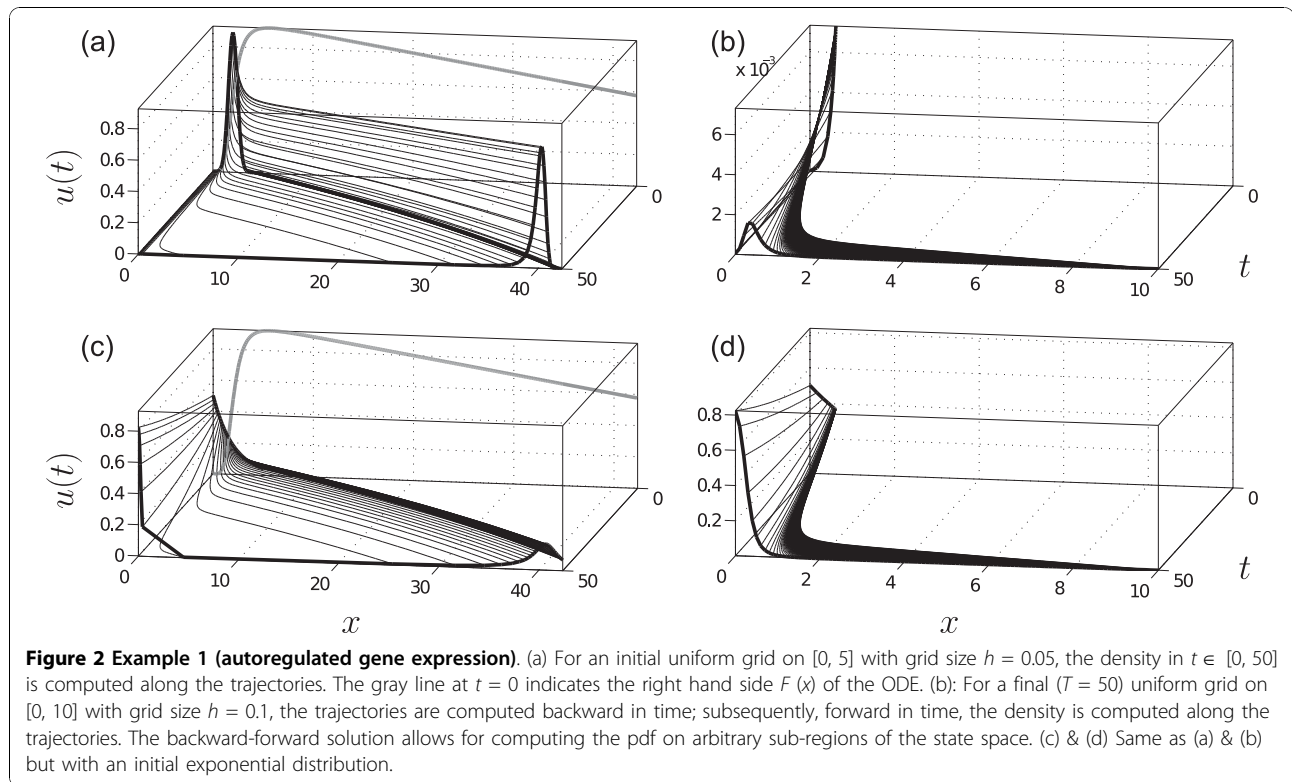 (a)
0.8
0.6
0.4
0.2
0
u(t)
0
10
20
30
40
50
0
(b)
x 10⁻³
6
4
2
0
2
4
6
8
10
50
0
t
(c)
0.8
0.6
0.4
0.2
0
u(t)
0
10
20
30
40
50
0
x
(d)
0.8
0.6
0.4
0.2
0
2
4
6
8
10
50
0
t
x
Figure 2 Example 1 (autoregulated gene expression). (a) For an initial uniform grid on [0, 5] with grid size h = 0.05, the density in t ∈ [0, 50]
is computed along the trajectories. The gray line at t = 0 indicates the right hand side F (x) of the ODE. (b): For a final (T = 50) uniform grid on
[0, 10] with grid size h = 0.1, the trajectories are computed backward in time; subsequently, forward in time, the density is computed along the
trajectories. The backward-forward solution allows for computing the pdf on arbitrary sub-regions of the state space. (c) & (d) Same as (a) & (b)
but with an initial exponential distribution.